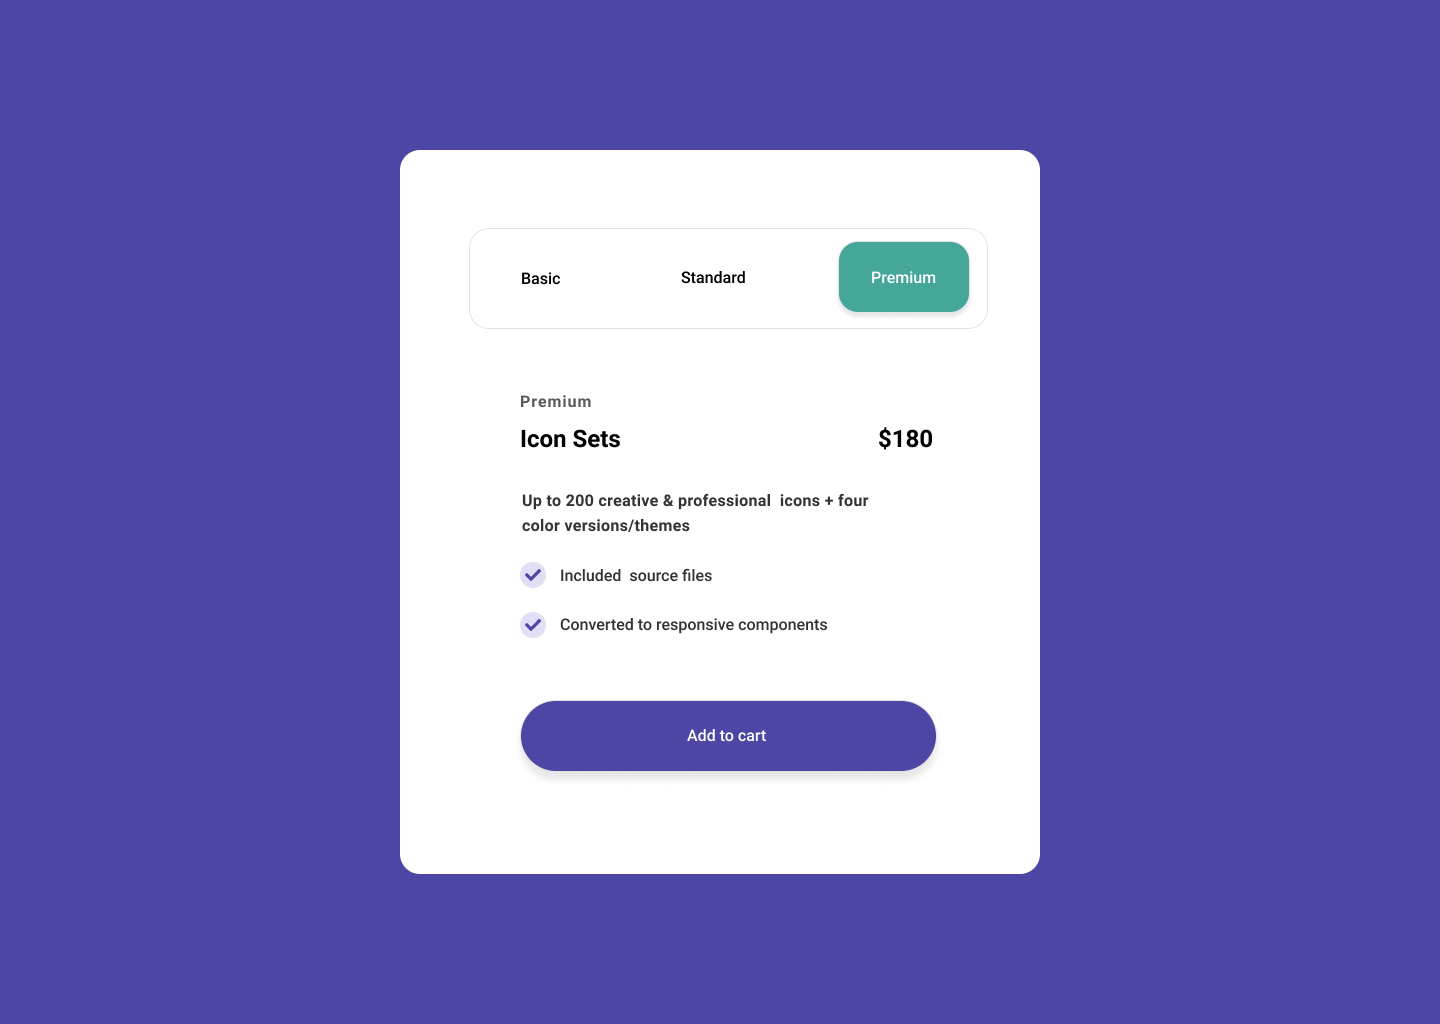 Basic
Standard
Premium
Premium
Icon Sets
$180
Up to 200 creative & professional  icons + four
color versions/themes
Included  source files
Converted to responsive components
Add to cart